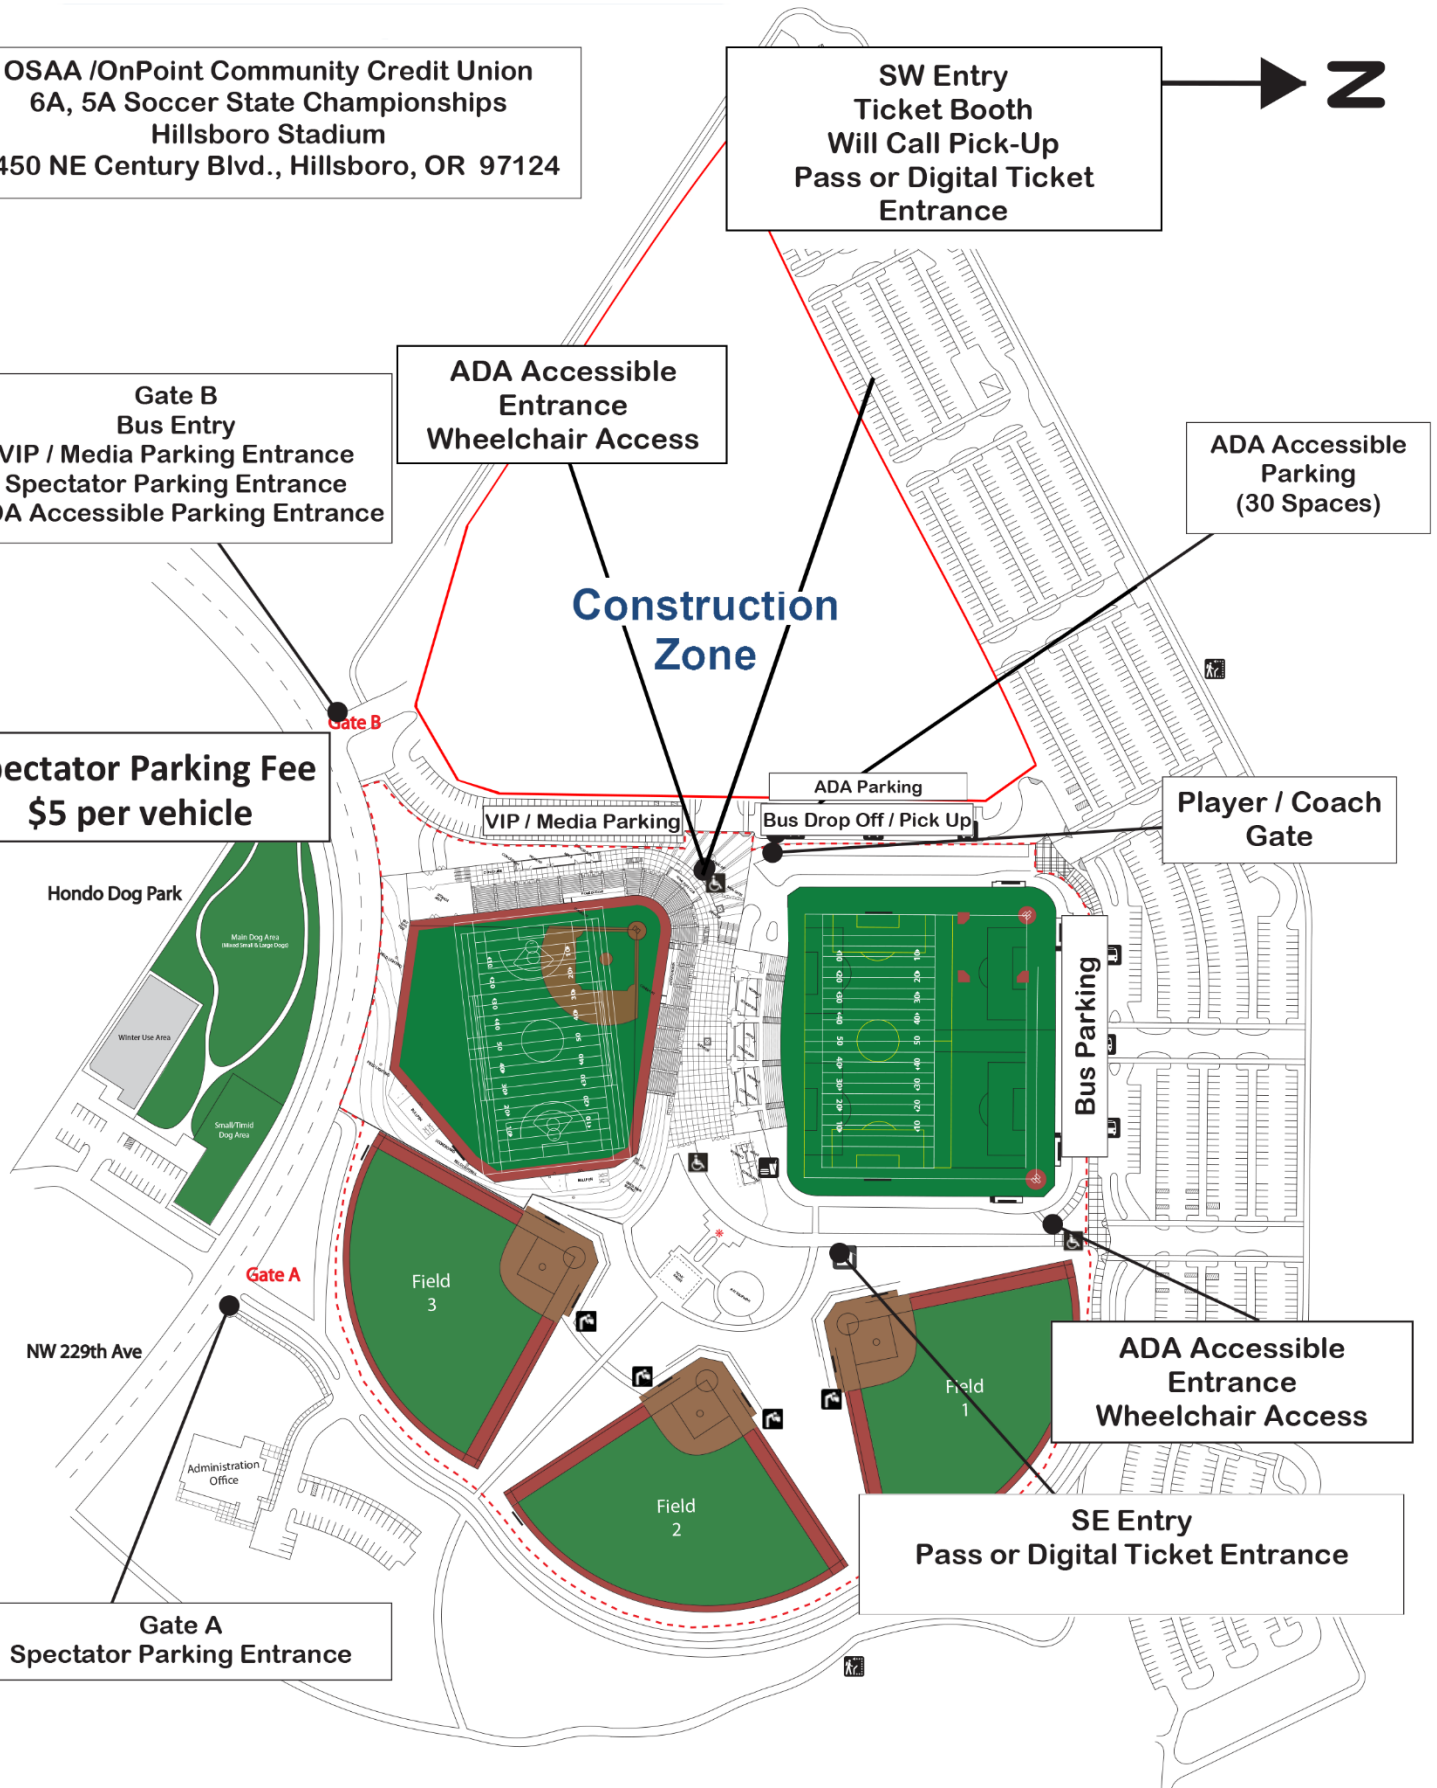 OSAA /OnPoint Community Credit Union
6A, 5A Soccer State Championships
Hillsboro Stadium
450 NE Century Blvd., Hillsboro, OR 97124
SW Entry
Ticket Booth
Will Call Pick-Up
Pass or Digital Ticket
Entrance
N
ADA Accessible
Entrance
Wheelchair Access
Gate B
Bus Entry
VIP / Media Parking Entrance
Spectator Parking Entrance
ADA Accessible Parking Entrance
ADA Accessible
Parking
(30 Spaces)
Construction
Zone
Gate B
Spectator Parking Fee
$5 per vehicle
ADA Parking
VIP / Media Parking
Bus Drop Off / Pick Up
Player / Coach
Gate
Hondo Dog Park
Main Dog Area
(Mixed Small & Large Dogs)
Winter Use Area
Small/Timid
Dog Area
Bus Parking
Gate A
Field
3
NW 229th Ave
ADA Accessible
Entrance
Wheelchair Access
Field
1
Administration
Office
Field
2
SE Entry
Pass or Digital Ticket Entrance
Gate A
Spectator Parking Entrance